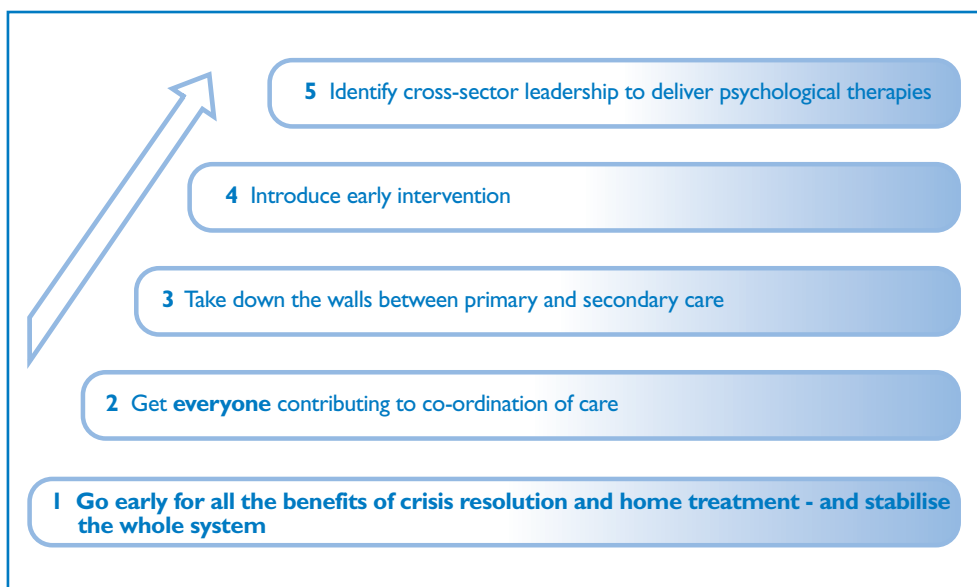 5 Identify cross-sector leadership to deliver psychological therapies
4 Introduce early intervention
3 Take down the walls between primary and secondary care
2 Get everyone contributing to co-ordination of care
1 Go early for all the benefits of crisis resolution and home treatment - and stabilise
the whole system